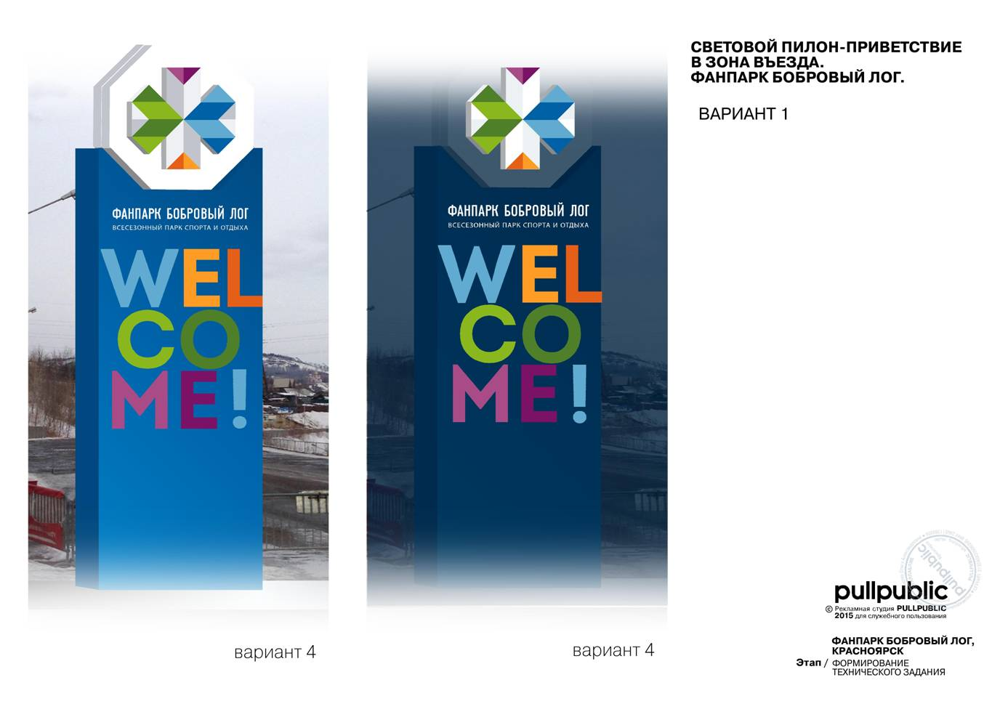 СВЕТОВОЙ ПИЛОН-ПРИВЕТСТВИЕ
В ЗОНА ВЪЕЗДА.
ФАНПАРК БОБРОВЫЙ ЛОГ.
ВАРИАНТ 1
ФАНПАРК БОБРОВЫЙ ЛОГ
ВСЕСЕЗОННЫЙ ПАРК СПОРТА И ОТДЫХА
WEL
CO
ME!
вариант 4
ФАНПАРК БОБРОВЫЙ ЛОГ
ВСЕСЕЗОННЫЙ ПАРК СПОРТА И ОТДЫХА
WEL
CO
ME!
вариант 4
pullpublic
pullpublic
© Рекламная студия PULLPUBLIC
2015 для служебного пользования
ФАНПАРК БОБРОВЫЙ ЛОГ,
КРАСНОЯРСК
Этап / ФОРМИРОВАНИЕ
ТЕХНИЧЕСКОГО ЗАДАНИЯ